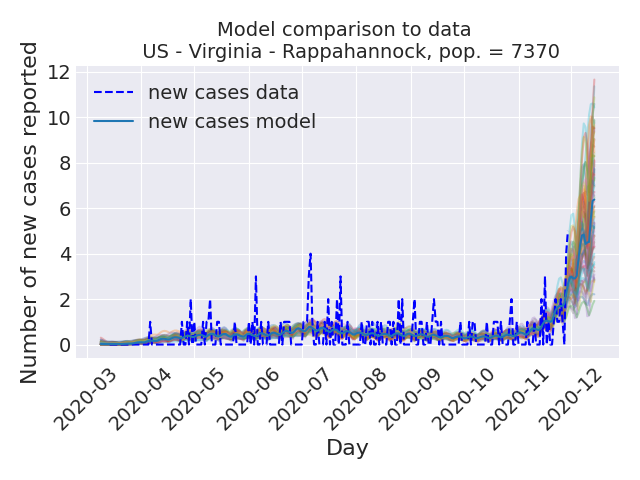 Model comparison to data
US - Virginia - Rappahannock, pop. = 7370
Number of new cases reported
12
10
8
6
4
2
0
new cases data
new cases model
2020-03
2020-04
2020-05
2020-06
2020-07
2020-08
2020-09
2020-10
2020-11
2020-12
Day